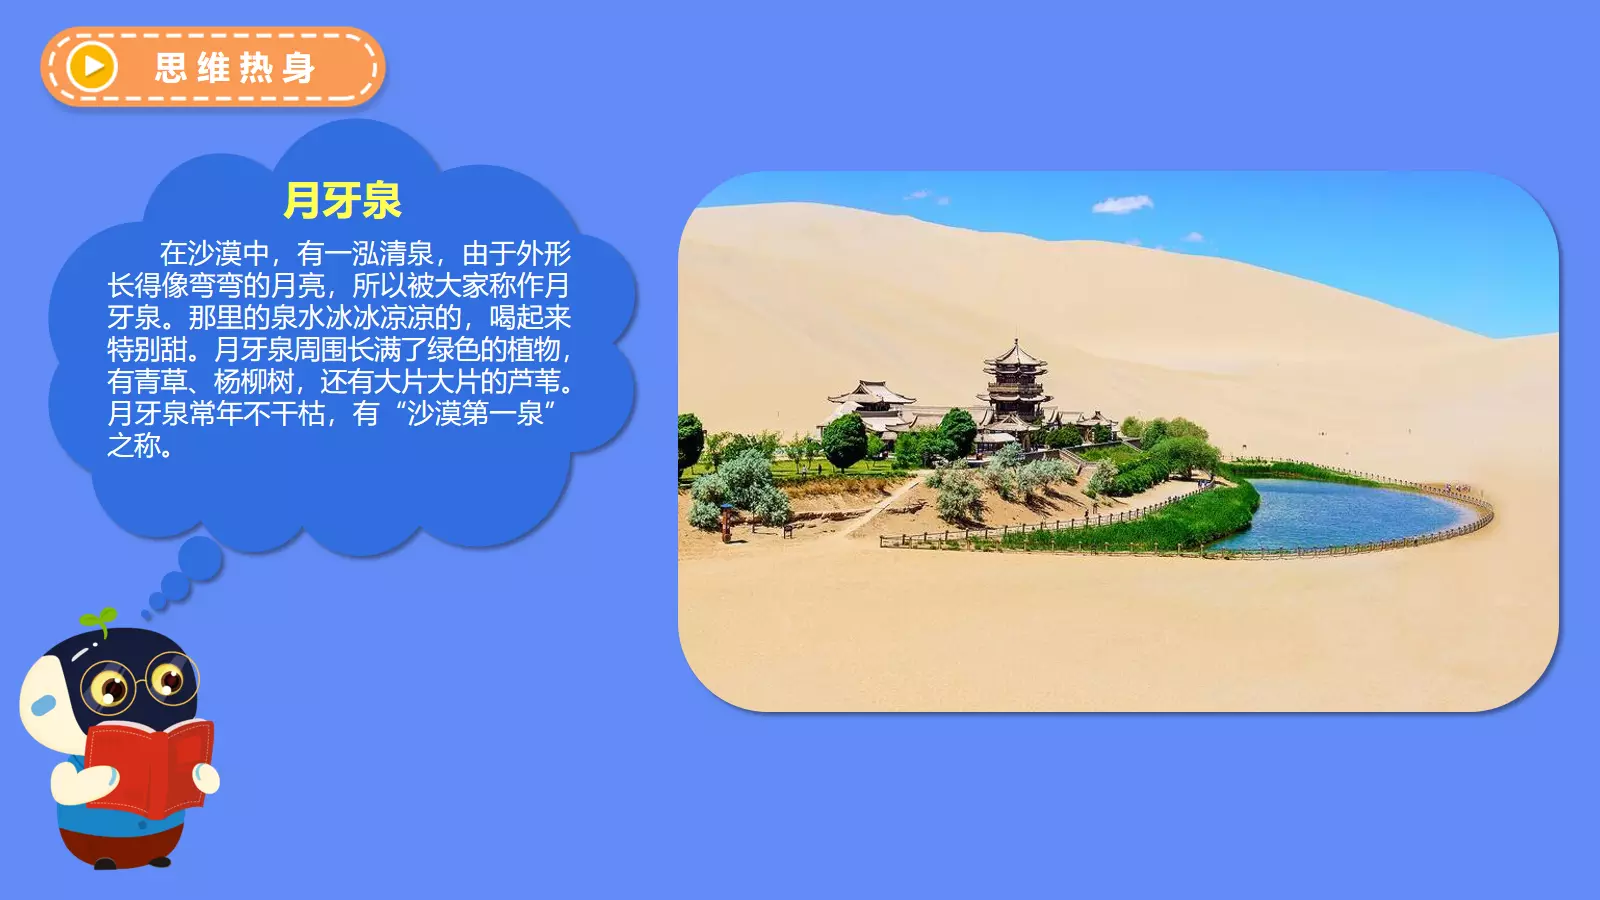 思维热身
月牙泉
在沙漠中，有一泓清泉，由于外形
长得像弯弯的月亮，所以被大家称作月
牙泉。那里的泉水冰冰凉凉的，喝起来
特别甜。月牙泉周围长满了绿色的植物，
有青草、杨柳树，还有大片大片的芦苇。
月牙泉常年不干枯，有“沙漠第一泉”
之称。